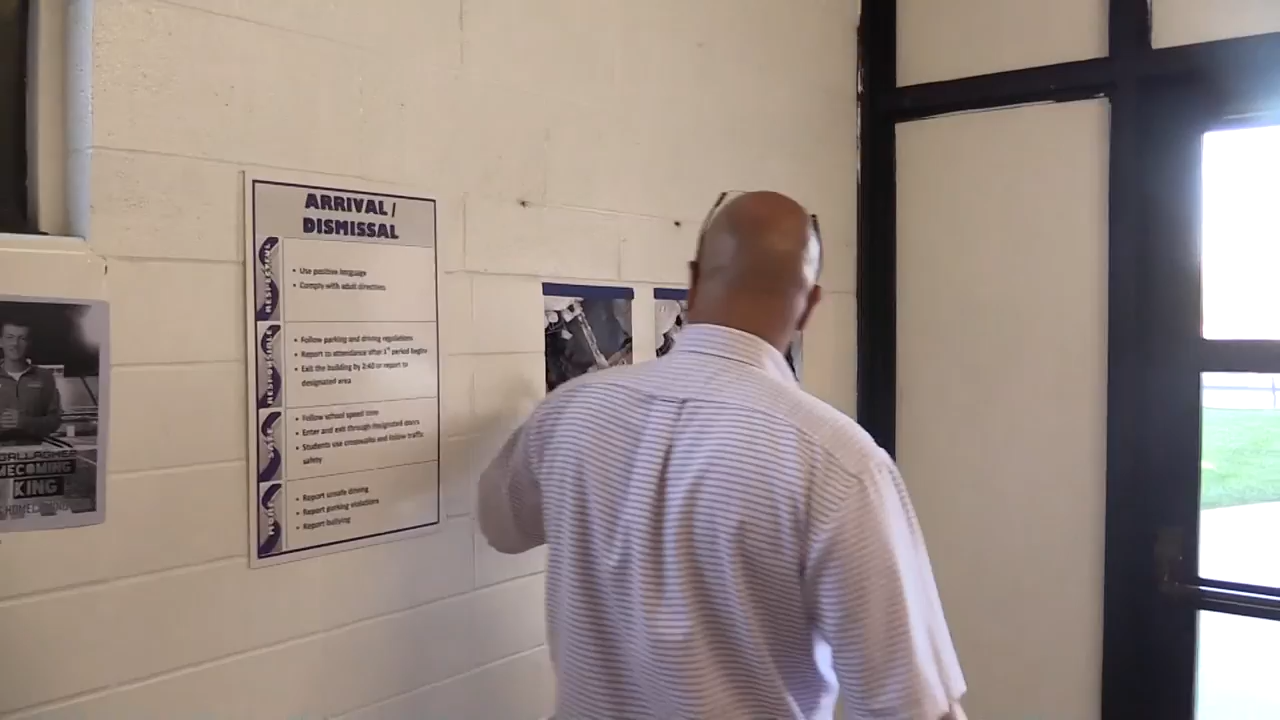 ARRIVAL /
DISMISSAL
RESPECTFUL
• Use positive language
• Comply with adult directives
RESPONSIBLE
• Follow parking and driving regulations
• Report to attendance after 1st period begins
• Exit the building by 2:40 or report to
designated area
SAFE
• Follow school speed zone
• Enter and exit through designated doors
• Students use crosswalks and follow traffic
safety
• Report unsafe driving
• Report parking violations
• Report bullying
GALLAGHER
MECOMING
KING